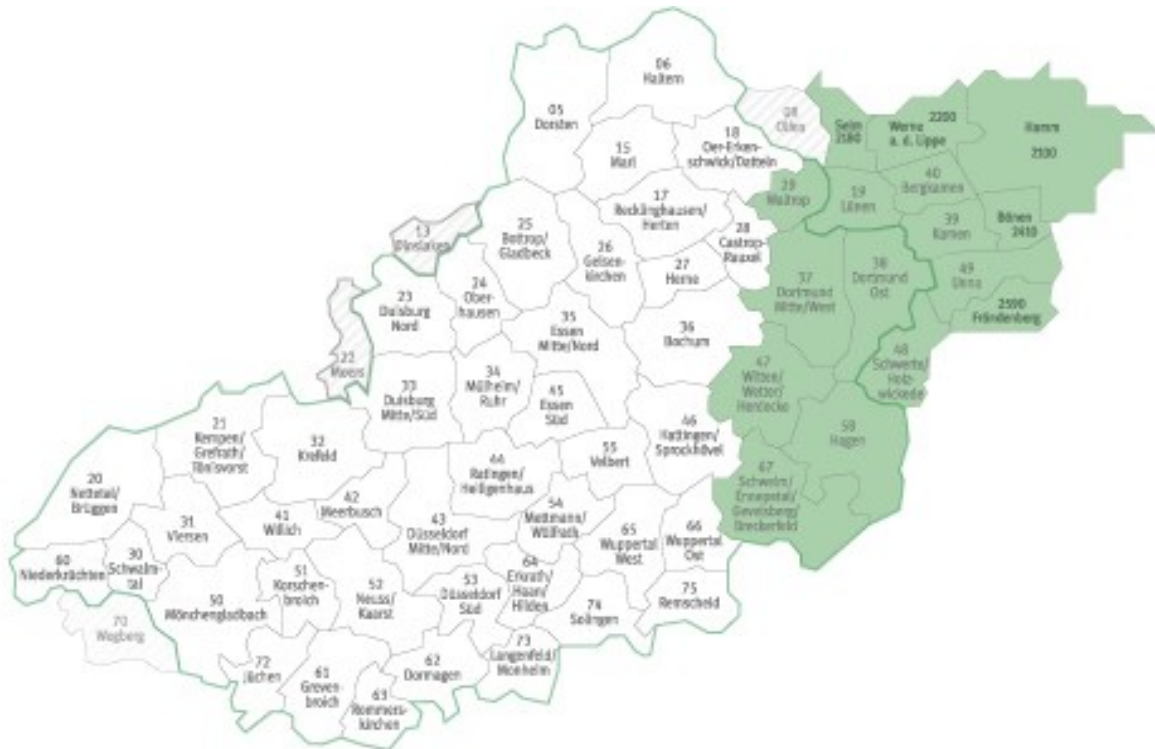 06
Haltern
05
Dorsten
08
Olfen
Selm
2180
2200
Werne
a. d. Lippe
Hamm
2100
15
Marl
18
Oer-Erken-
schwick/Datteln
29
Waltrop
19
Lünen
40
Bergkamen
39
Kamen
Bönen
2410
17
Recklinghausen/
Herten
28
Castrop-
Rauxel
13
Dinslaken
25
Bottrop/
Gladbeck
26
Gelsen-
kirchen
27
Herne
37
Dortmund
Mitte/West
38
Dortmund
Ost
49
Unna
2590
Fröndenberg
23
Duisburg
Nord
24
Ober-
hausen
35
Essen
Mitte/Nord
36
Bochum
22
Moers
33
Duisburg
Mitte/Süd
34
Mülheim/
Ruhr
45
Essen
Süd
47
Witten/
Wetter/
Herdecke
48
Schwerte/
Holz-
wickede
21
Kempen/
Grefrath/
Tönisvorst
32
Krefeld
44
Ratingen/
Heiligenhaus
55
Velbert
46
Hattingen/
Sprockhövel
58
Hagen
20
Nettetal/
Brüggen
31
Viersen
41
Willich
42
Meerbusch
43
Düsseldorf
Mitte/Nord
54
Mettmann/
Wülfrath
65
Wuppertal
West
66
Wuppertal
Ost
67
Schwelm/
Ennepetal/
Gevelsberg/
Breckerfeld
60
Niederkrüchten
30
Schwalm-
tal
50
Mönchengladbach
51
Korschen-
broich
52
Neuss/
Kaarst
53
Düsseldorf
Süd
64
Erkrath/
Haan/
Hilden
74
Solingen
75
Remscheid
70
Wegberg
72
Jüchen
61
Greven-
broich
63
Rommers-
kirchen
62
Dormagen
73
Langenfeld/
Monheim